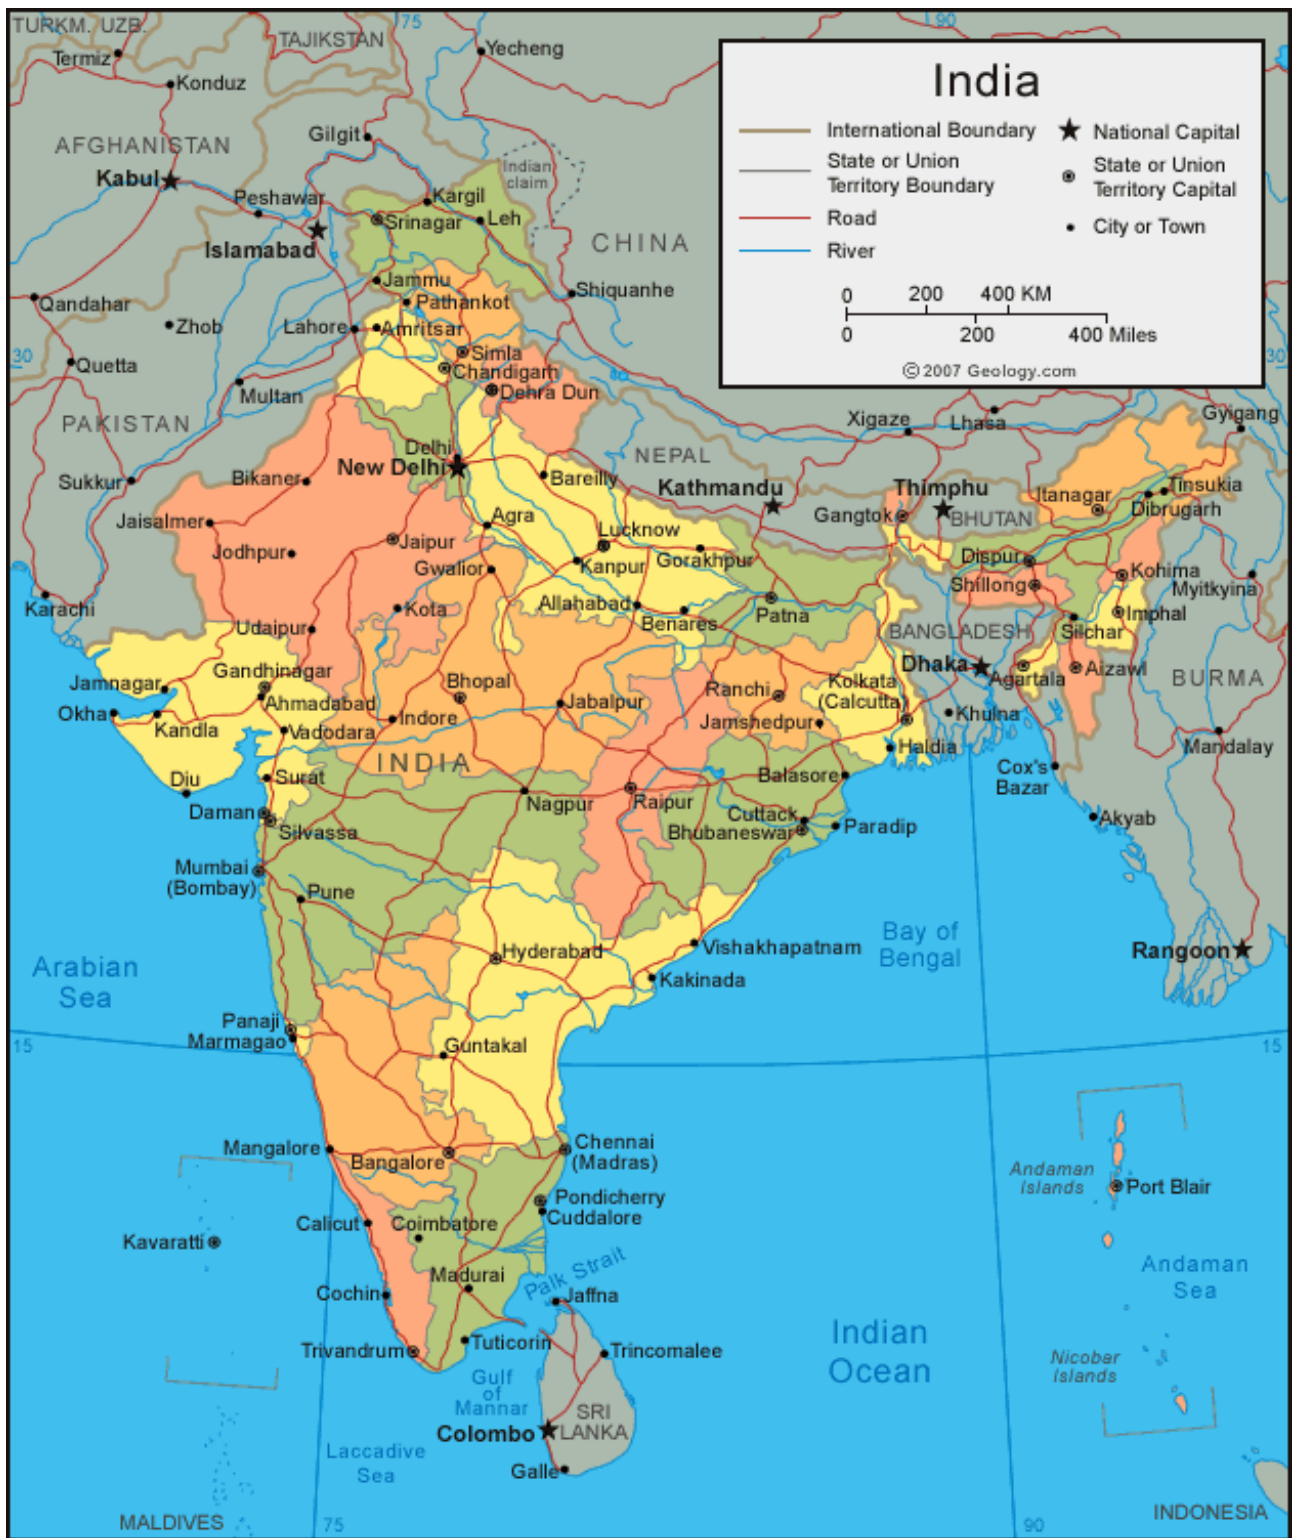 TURKM.
UZB.
75
90
TAJIKSTAN
Termiz
Yecheng
Konduz
India
International Boundary
National Capital
State or Union
Territory Boundary
State or Union
Territory Capital
Road
City or Town
River
0 200 400 KM
0 200 400 Miles
©2007 Geology.com
Gilgit
AFGHANISTAN
Kabul
Indian
claim
Peshawar
Kargil
Srinagar
Leh
Islamabad
CHINA
Jammu
Shiquanhe
Qandahar
Pathankot
Zhob
Lahore
Amritsar
30
30
Simla
Quetta
Chandigarh
Multan
Dehra Dun
80
PAKISTAN
Xigaze
Lhasa
Gyigang
Delhi
New Delhi
NEPAL
Sukkur
Bikaner
Bareilly
Kathmandu
Thimphu
Itanagar
Tinsukia
Dibrugarh
Jaisalmer
Agra
Gangtok
BHUTAN
Lucknow
Jodhpur
Jaipur
Gorakhpur
Dispur
Gwalior
Kanpur
Kohima
Shillong
Myitkyina
Karachi
Kota
Allahabad
Benares
Patna
Imphal
Udaipur
BANGLADESH
Silchar
Gandhinagar
Dhaka
Agartala
Aizawl
BURMA
Jamnagar
Ahmadabad
Bhopal
Jabalpur
Ranchi
Kolkata
(Calcutta)
Okha
Kandla
Indore
Jamshedpur
Khulna
Vadodara
Haldia
Mandalay
INDIA
Diu
Surat
Balasore
Cox's
Bazar
Daman
Nagpur
Raipur
Silvassa
Cuttack
Bhubaneswar
Paradip
Akyab
Mumbai
(Bombay)
Pune
Hyderabad
Vishakhapatnam
Bay of
Bengal
Rangoon
Arabian
Sea
Kakinada
Panaji
Marmagao
15
Guntakal
15
Mangalore
Bangalore
Chennai
(Madras)
Andaman
Islands
Port Blair
Pondicherry
Cuddalore
Calicut
Coimbatore
Kavaratti
Palk Strait
Andaman
Sea
Madurai
Cochin
Jaffna
Indian
Ocean
Trivandrum
Tuticorin
Trincomalee
Nicobar
Islands
Gulf
of
Mannar
SRI
LANKA
Colombo
Laccadive
Sea
Galle
MALDIVES
75
90
INDONESIA